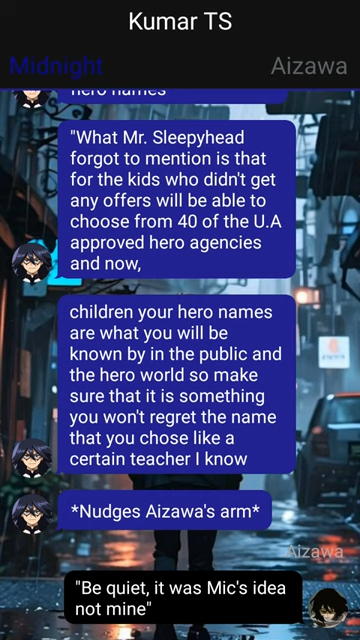 Kumar TS
Midnight
Aizawa
hero names
"What Mr. Sleepyhead
forgot to mention is that
for the kids who didn't get
any offers will be able to
choose from 40 of the U.A
approved hero agencies
and now,
children your hero names
are what you will be
known by in the public and
the hero world so make
sure that it is something
you won't regret the name
that you chose like a
certain teacher I know
*Nudges Aizawa's arm*
Aizawa
"Be quiet, it was Mic's idea
not mine"